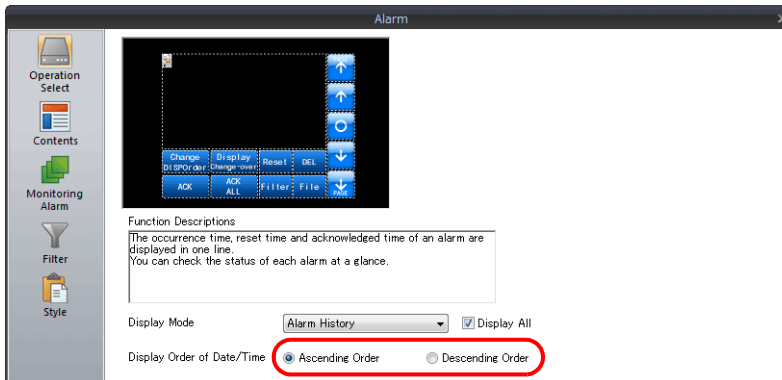 Alarm
Operation
Select
Contents
Monitoring
Alarm
Filter
Style
PAGE
Change
DISPOrder
Display
Change-over
Reset
DEL
ACK
ACK
ALL
Filter
File
PAGE
Function Descriptions
The occurrence time, reset time and acknowledged time of an alarm are
displayed in one line.
You can check the status of each alarm at a glance.
Display Mode
Alarm History
Display All
Display Order of Date/Time
Ascending Order
Descending Order